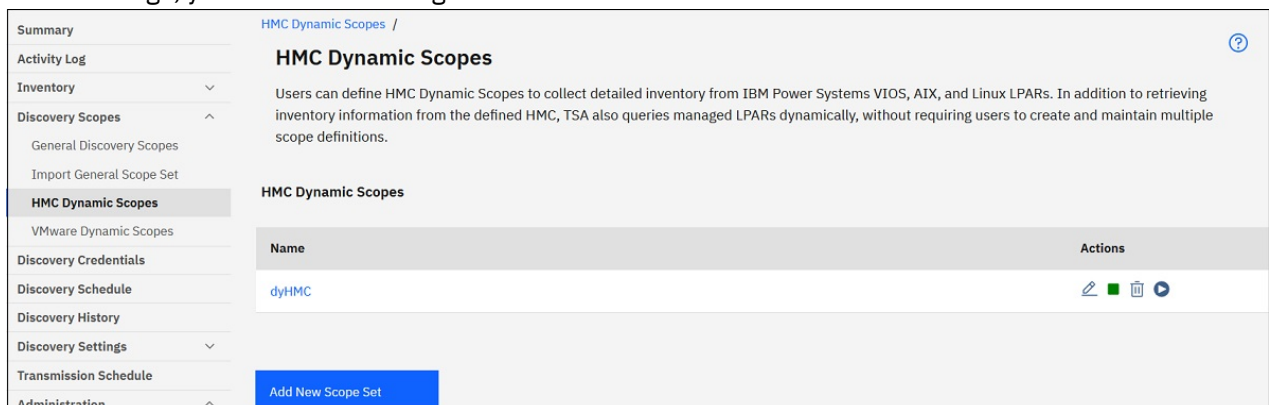 Summary
Activity Log
Inventory
Discovery Scopes
General Discovery Scopes
Import General Scope Set
HMC Dynamic Scopes
VMware Dynamic Scopes
Discovery Credentials
Discovery Schedule
Discovery History
Discovery Settings
Transmission Schedule
Administration
HMC Dynamic Scopes /
HMC Dynamic Scopes
Users can define HMC Dynamic Scopes to collect detailed inventory from IBM Power Systems VIOS, AIX, and Linux LPARs. In addition to retrieving
inventory information from the defined HMC, TSA also queries managed LPARs dynamically, without requiring users to create and maintain multiple
scope definitions.
HMC Dynamic Scopes
Name Actions
dyHMC
Add New Scope Set